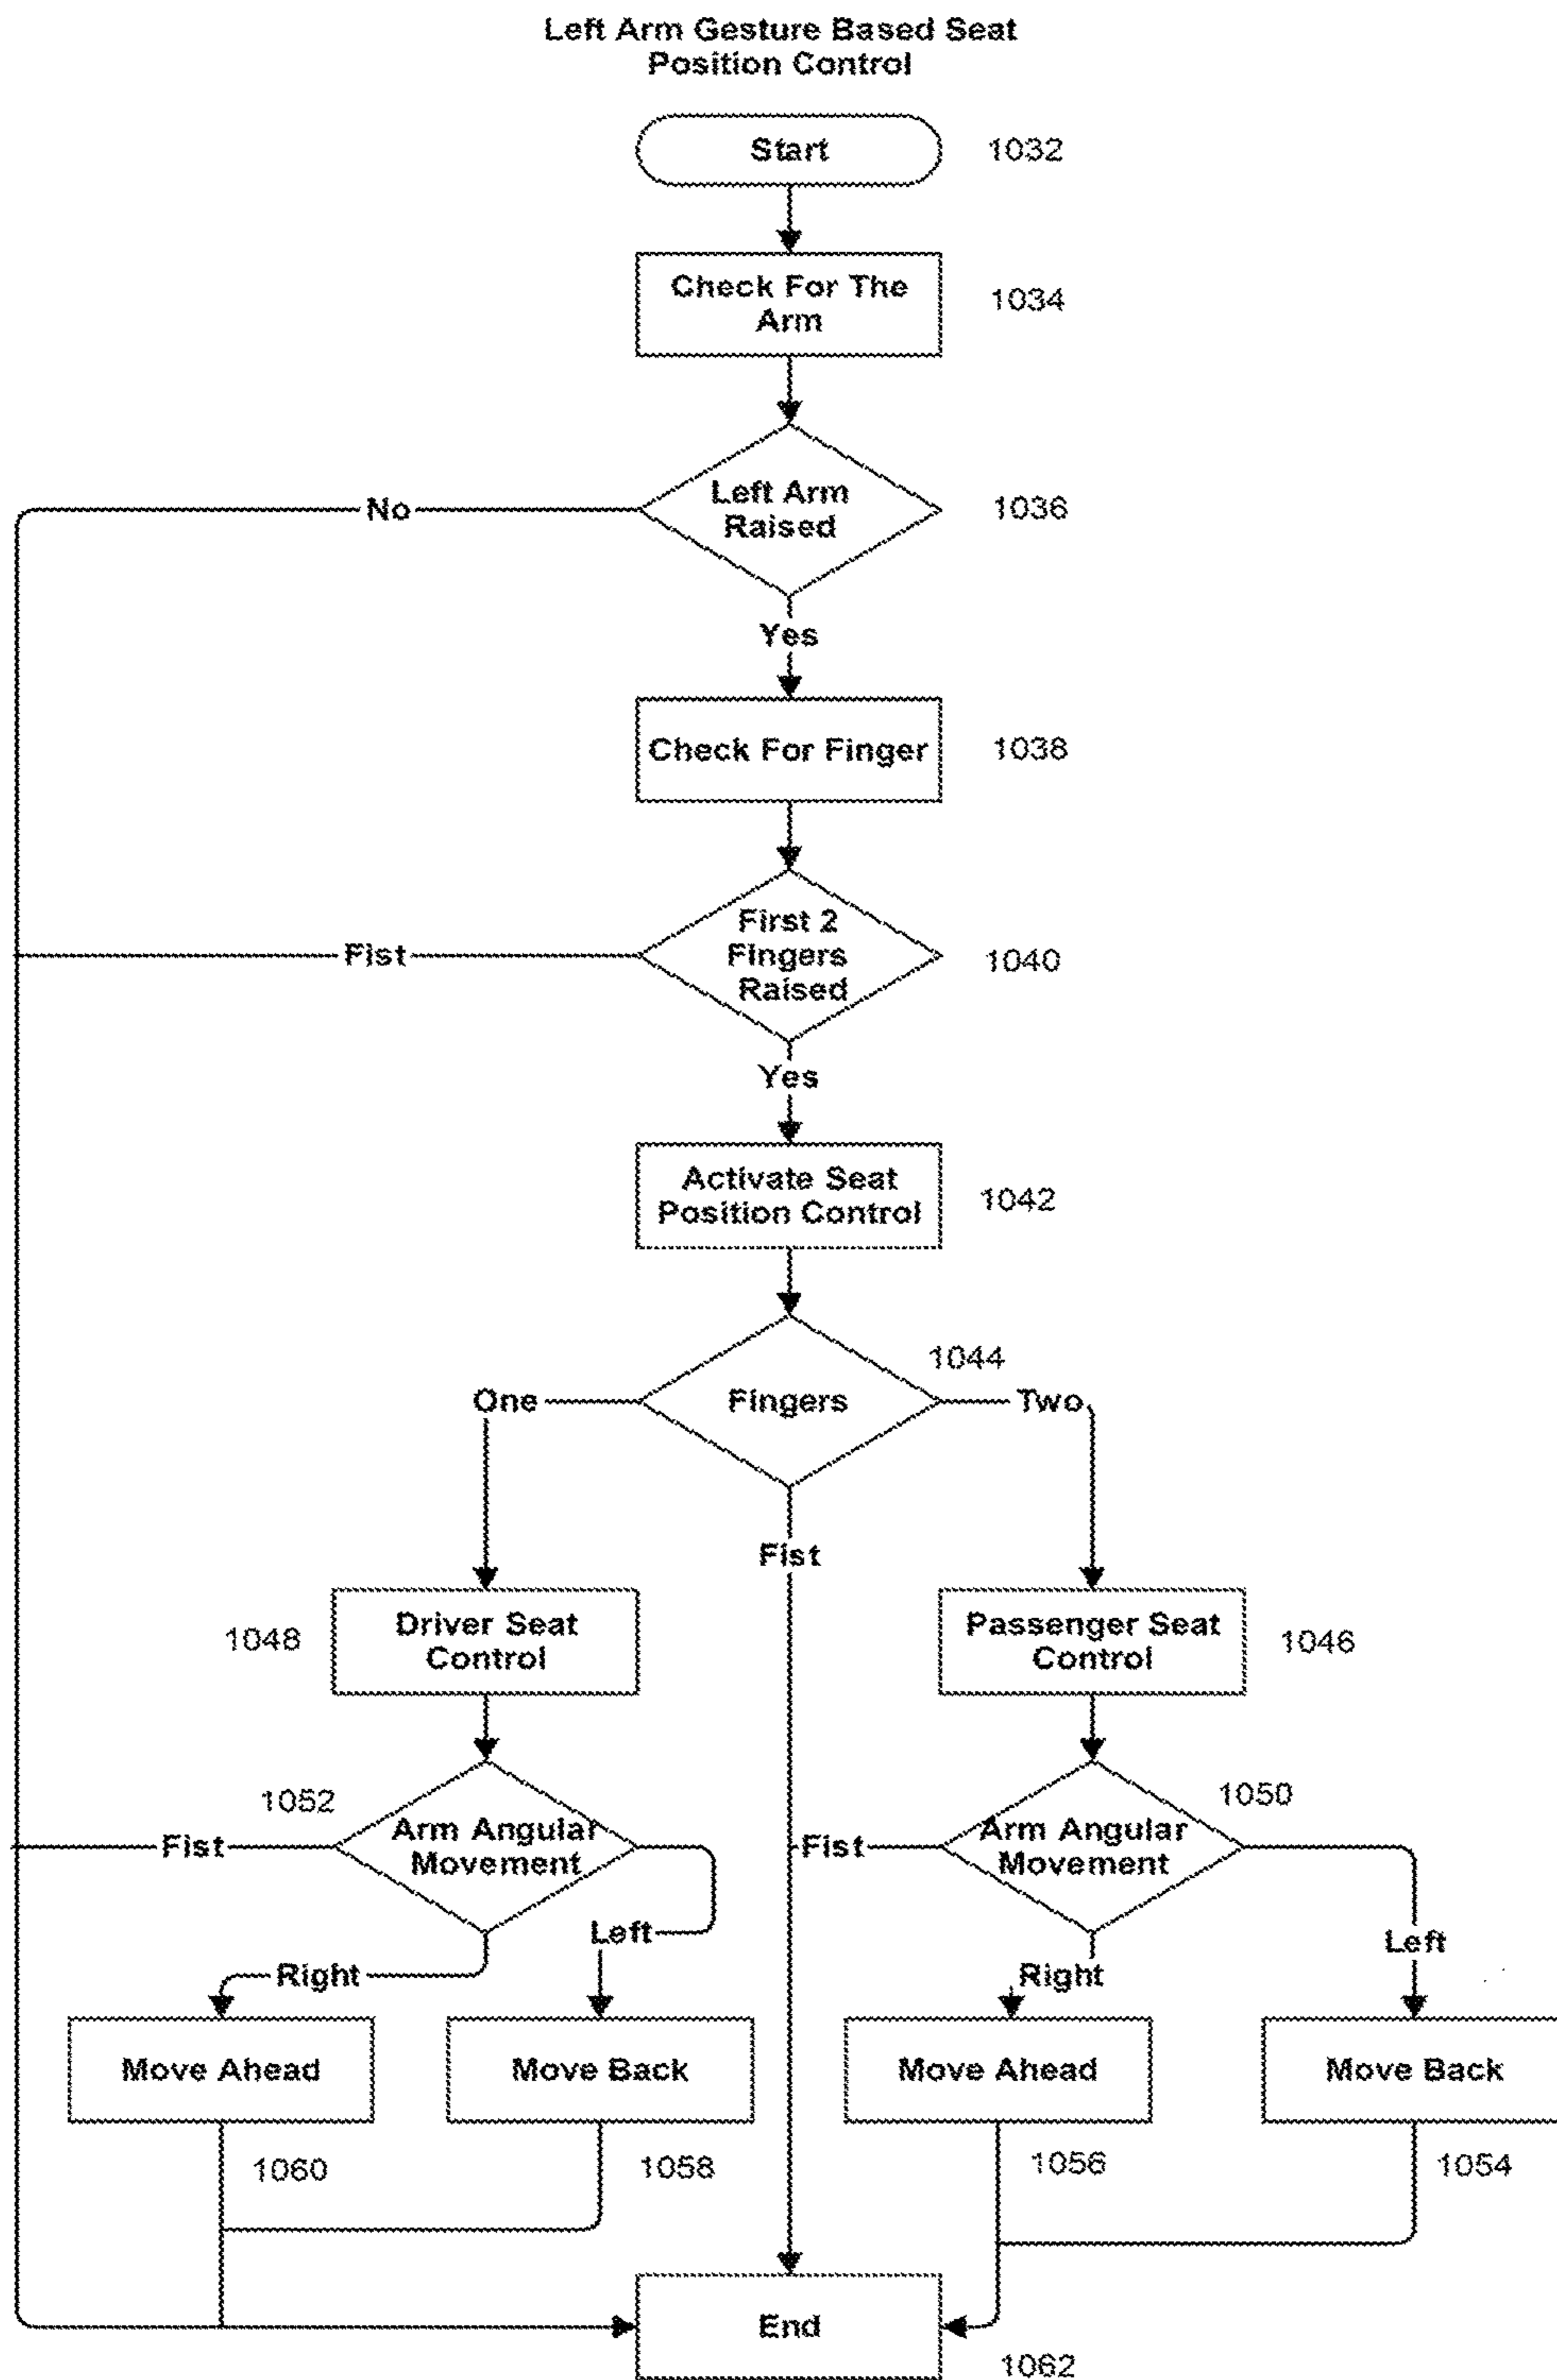 Left Arm Gesture Based Seat
Position Control
Start
1032
Check For The
Arm
1034
Left Arm
Raised
1036
No
Yes
Check For Finger
1038
First 2
Fingers
Raised
1040
Fist
Yes
Activate Seat
Position Control
1042
Fingers
1044
One
Two
Fist
Driver Seat
Control
1048
Passenger Seat
Control
1046
1052
Arm Angular
Movement
Fist
1050
Arm Angular
Movement
Fist
Left
Right
Left
Right
Move Ahead
Move Back
Move Ahead
Move Back
1060
1058
1056
1054
End
1062